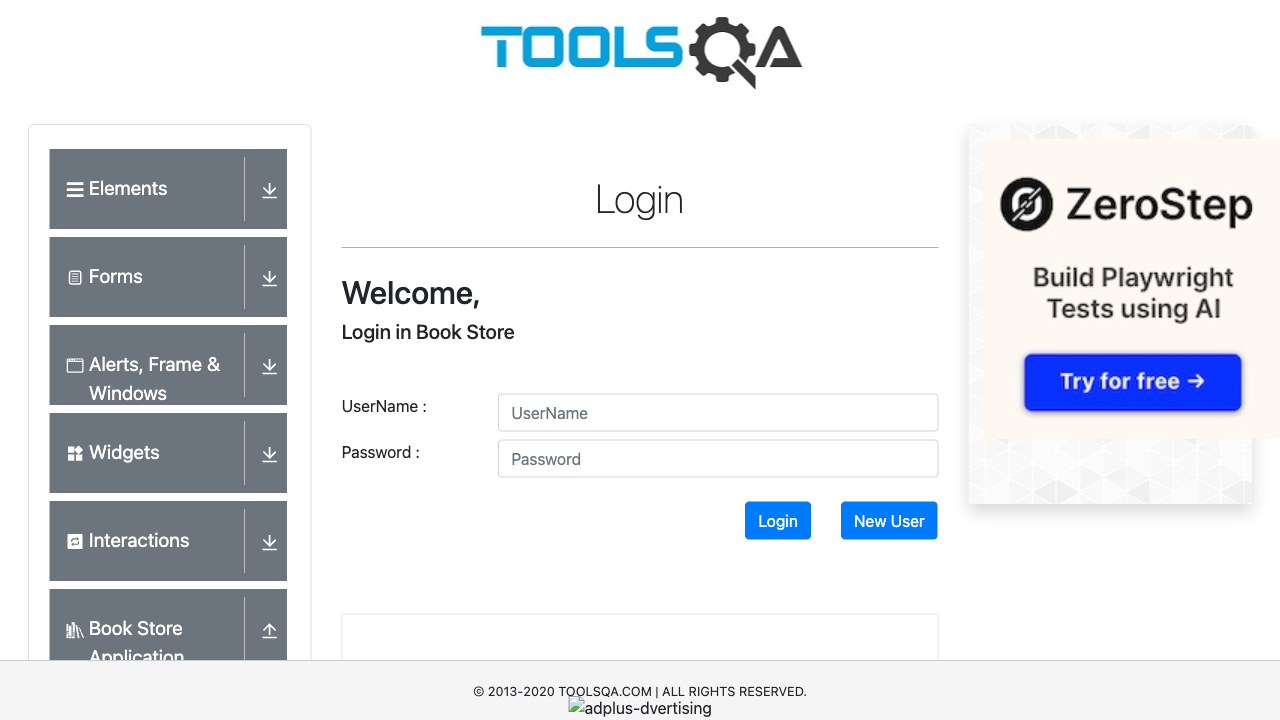 TOOLSQA
Elements
Forms
Alerts, Frame &
Windows
Widgets
Interactions
Book Store
Application
Login
Welcome,
Login in Book Store
UserName :
UserName
Password :
Password
Login
New User
ZeroStep
Build Playwright
Tests using AI
Try for free →
© 2013-2020 TOOLSQA.COM | ALL RIGHTS RESERVED.
adplus-dvertising